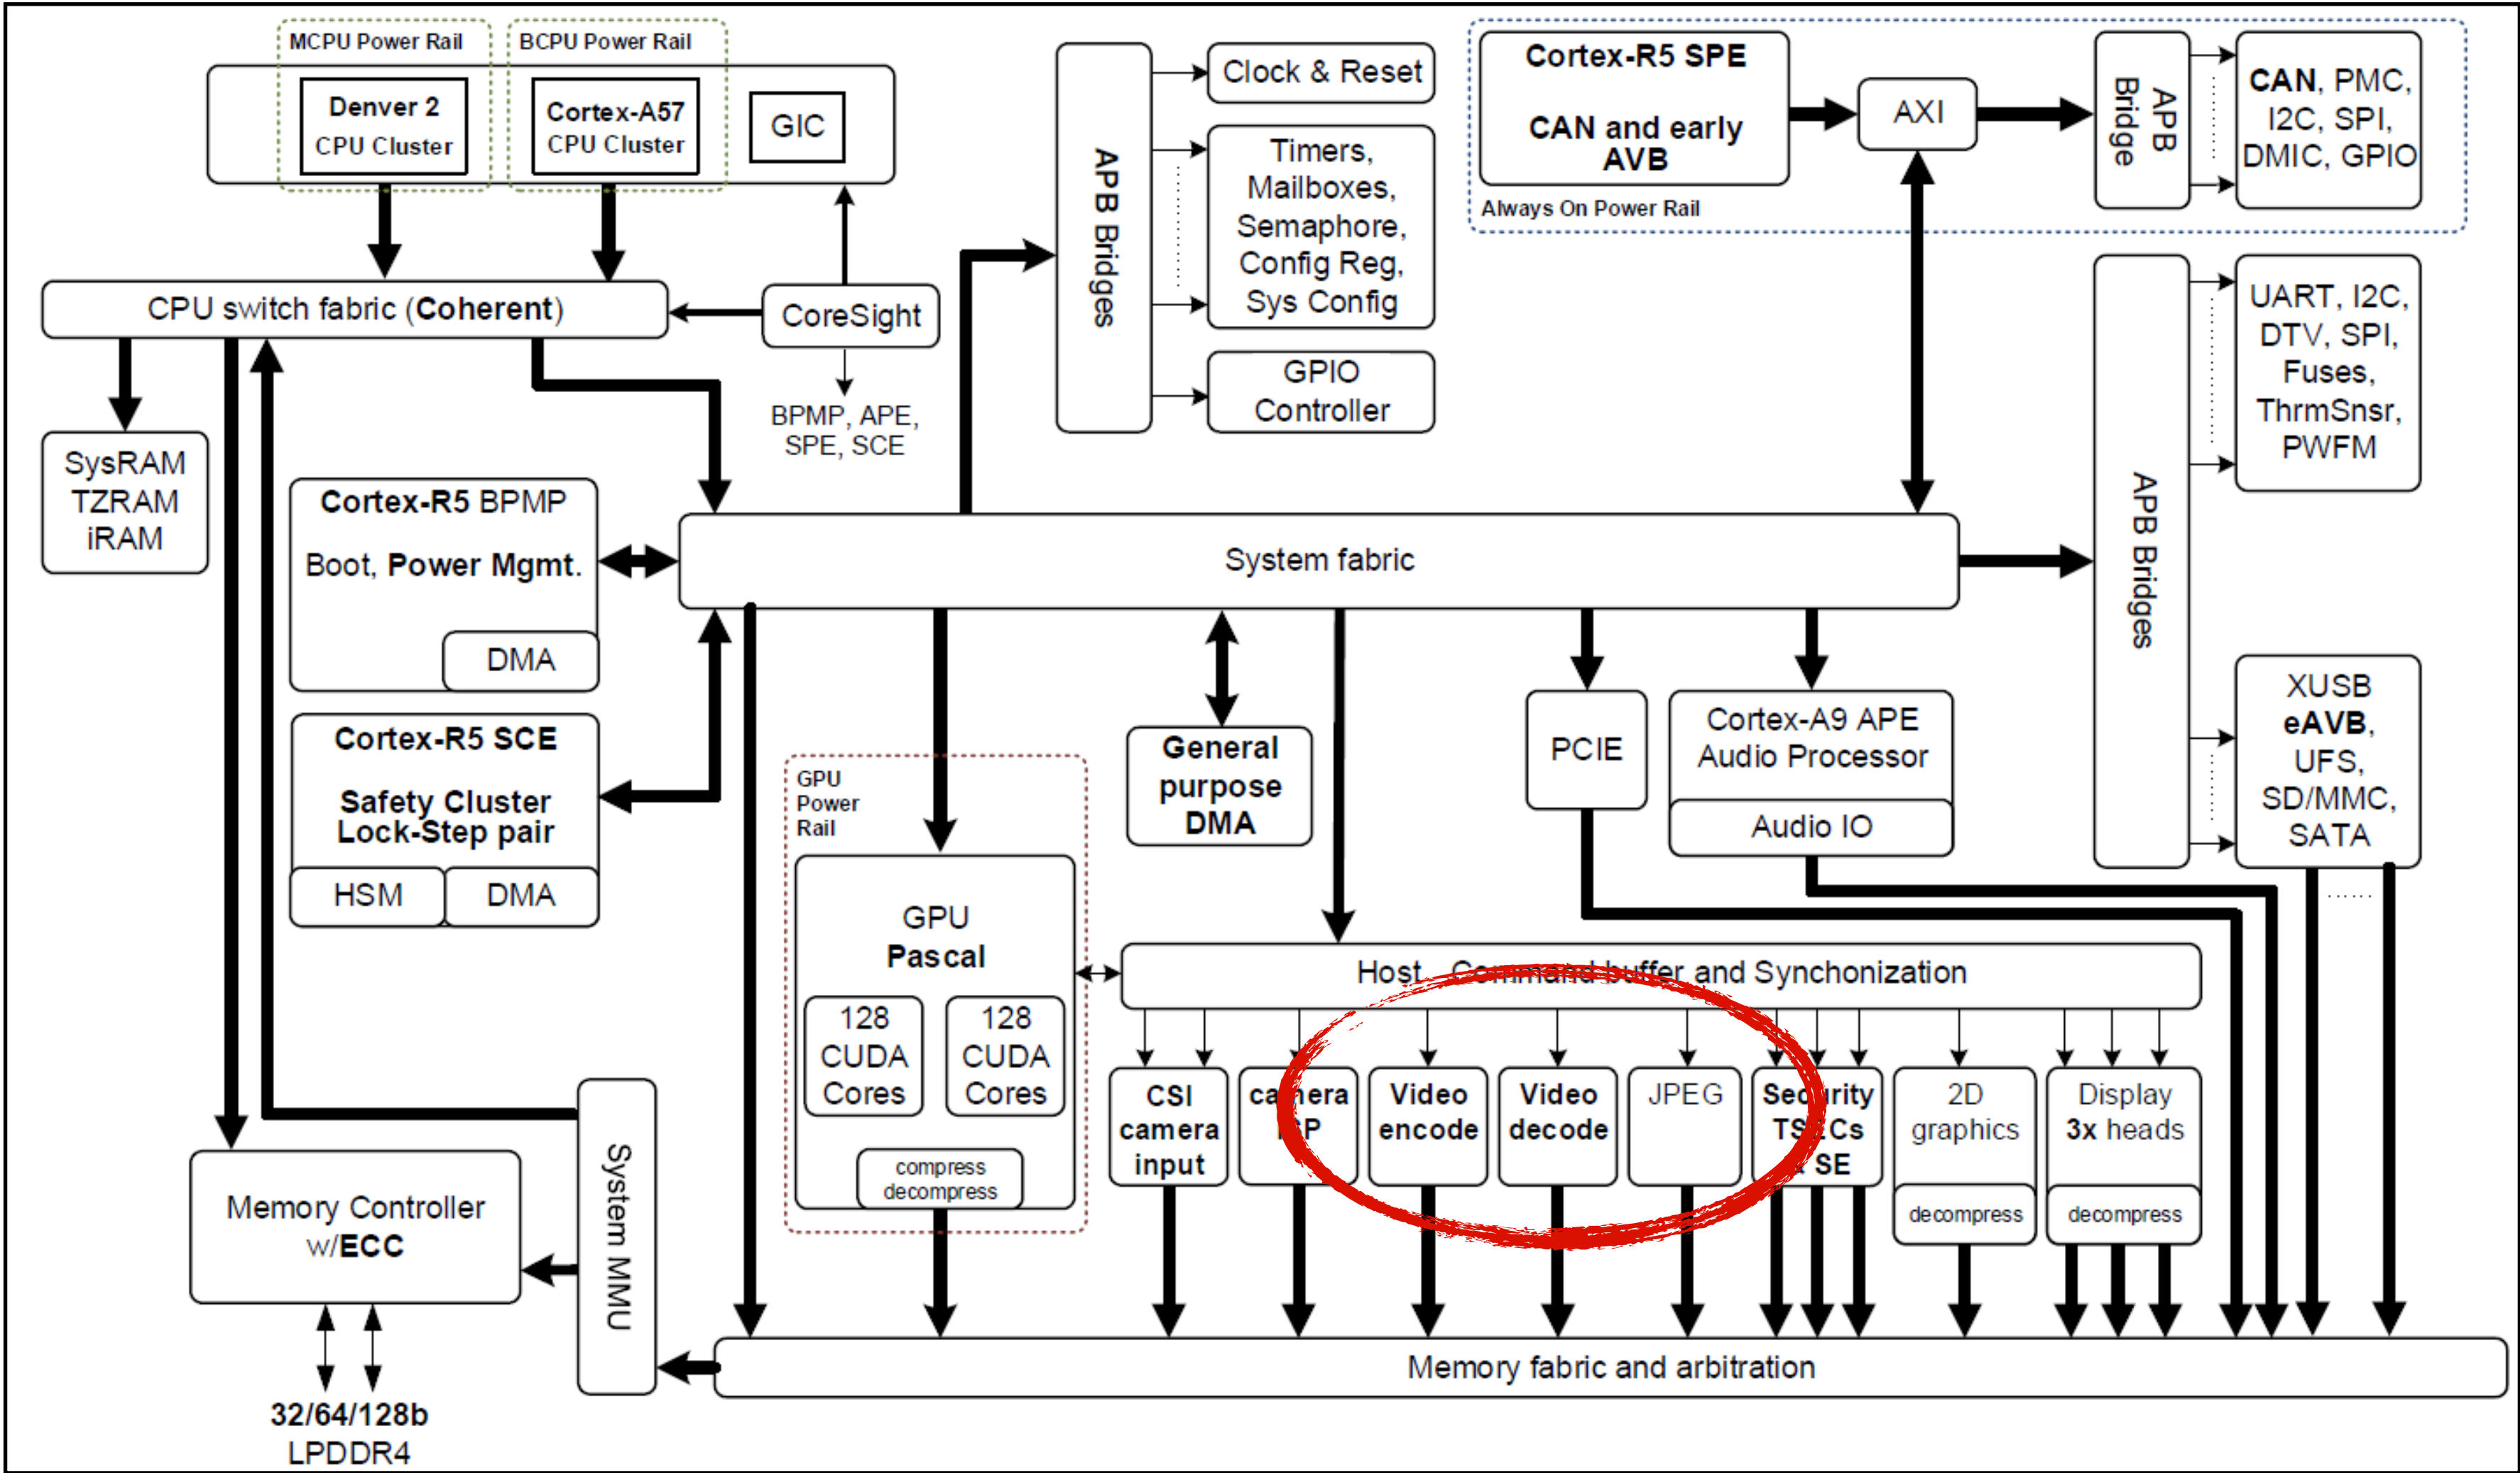 MCPU Power Rail
BCPU Power Rail
Denver 2
CPU Cluster
Cortex-A57
CPU Cluster
GIC
CPU switch fabric (Coherent)
CoreSight
BPMP, APE,
SPE, SCE
SysRAM
TZRAM
iRAM
Cortex-R5 BPMP
Boot, Power Mgmt.
DMA
Cortex-R5 SCE
Safety Cluster
Lock-Step pair
HSM
DMA
APB Bridges
Clock & Reset
Timers,
Mailboxes,
Semaphore,
Config Reg,
Sys Config
GPIO
Controller
Cortex-R5 SPE
CAN and early
AVB
Always On Power Rail
AXI
APB
Bridge
CAN, PMC,
I2C, SPI,
DMIC, GPIO
System fabric
APB Bridges
UART, I2C,
DTV, SPI,
Fuses,
ThrmSnsr,
PWFM
XUSB
eAVB,
UFS,
SD/MMC,
SATA
GPU
Power
Rail
GPU
Pascal
128
CUDA
Cores
128
CUDA
Cores
compress
decompress
General
purpose
DMA
PCIE
Cortex-A9 APE
Audio Processor
Audio IO
Host Command buffer and Synchonization
CSI
camera
input
camera
ISP
Video
encode
Video
decode
JPEG
Security
TSECs
& SE
2D
graphics
decompress
Display
3x heads
decompress
System MMU
Memory Controller
w/ECC
32/64/128b
LPDDR4
Memory fabric and arbitration